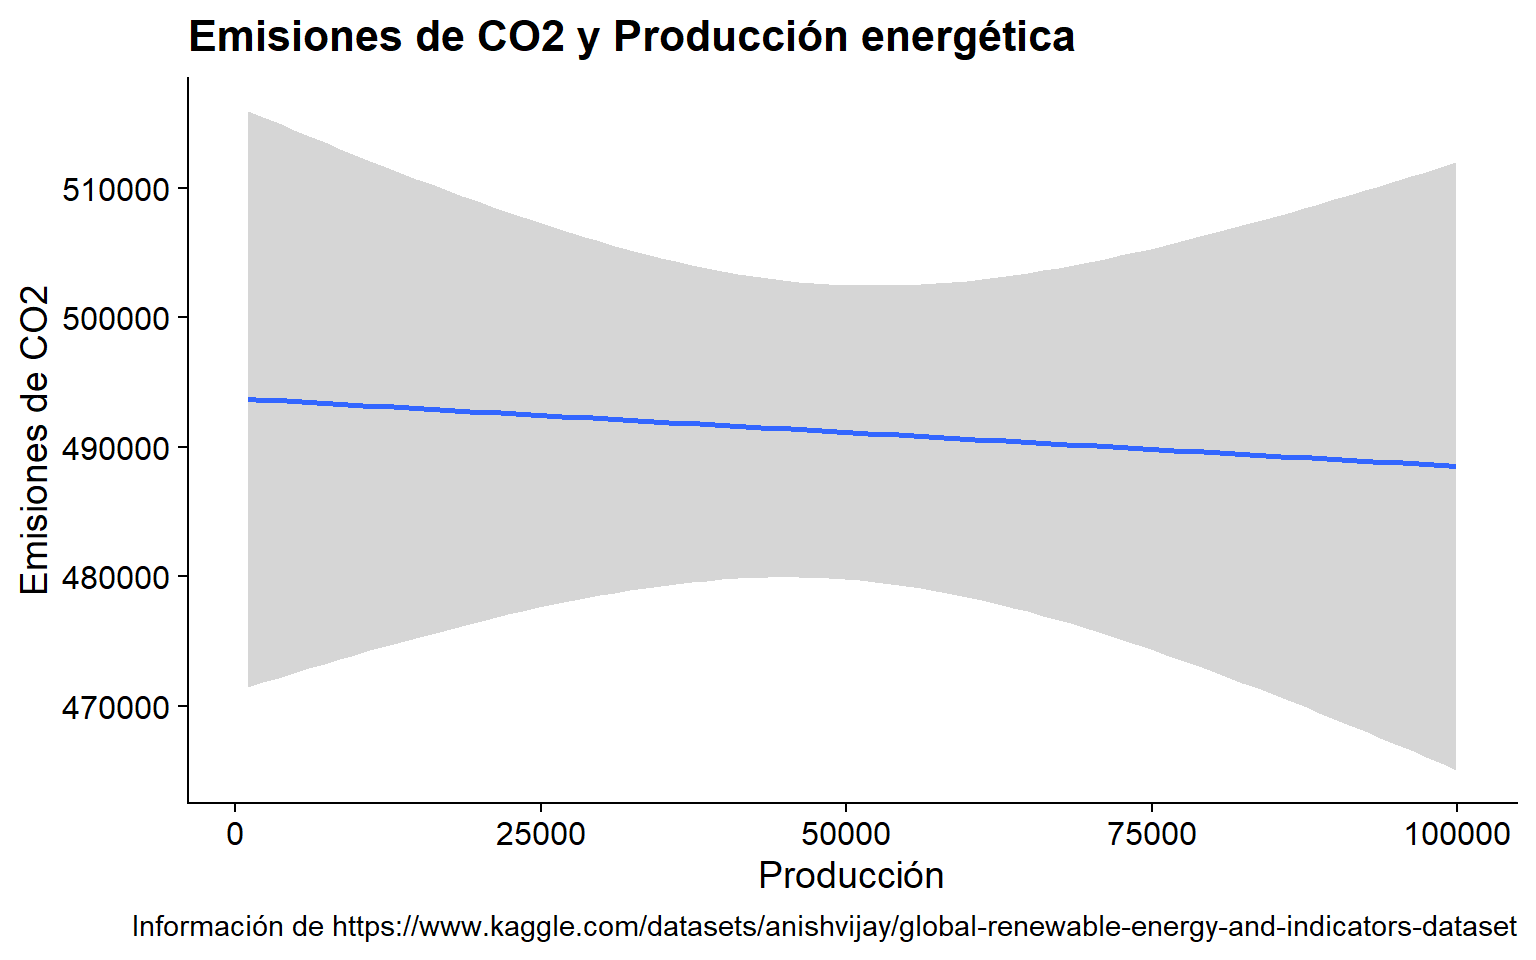 Emisiones de CO2 y Producción energética
Emisiones de CO2
510000
500000
490000
480000
470000
0 25000 50000 75000 100000
Producción
Información de https://www.kaggle.com/datasets/anishvijay/global-renewable-energy-and-indicators-dataset